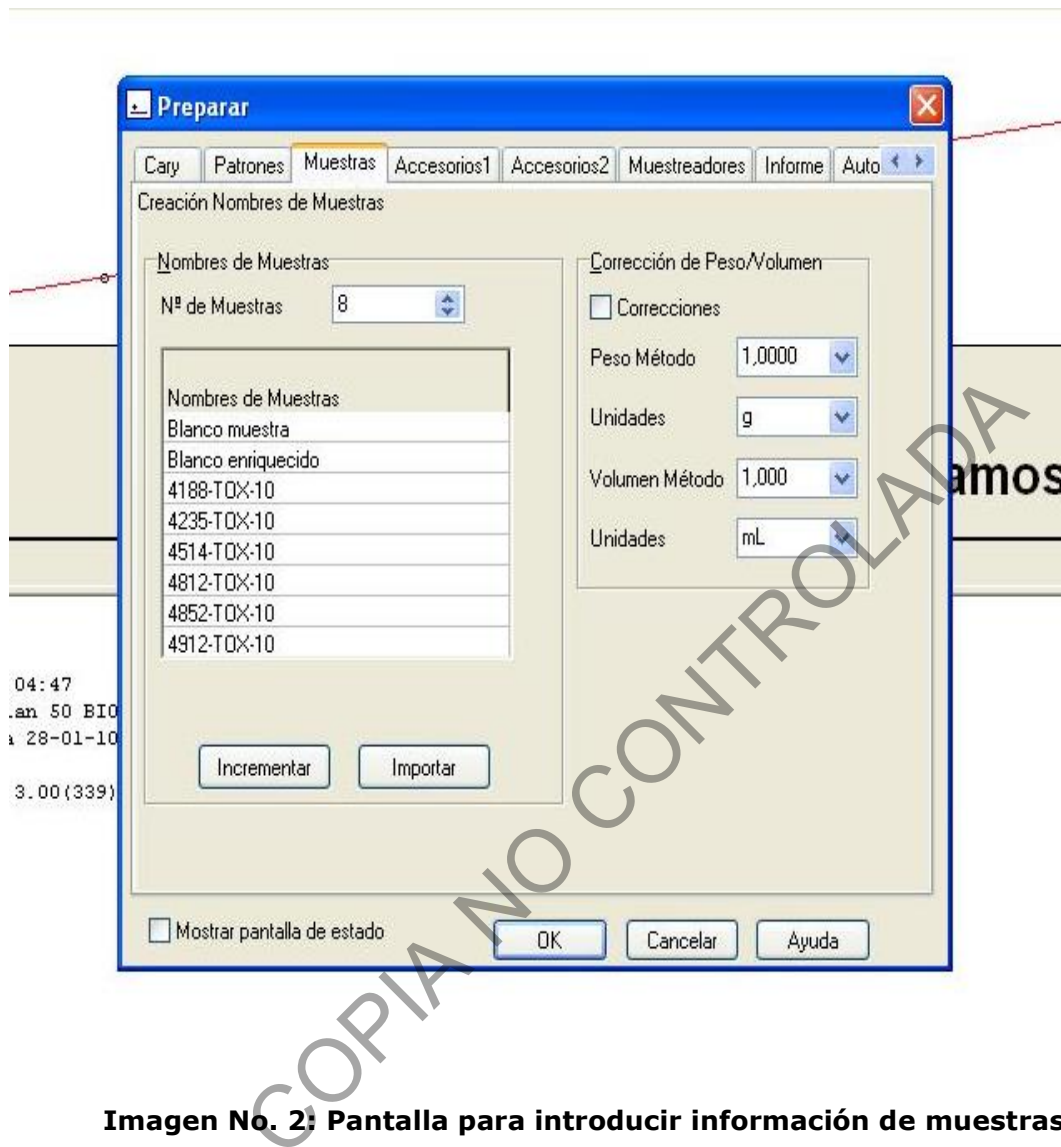 Preparar
Cary Patrones Muestras Accesorios1 Accesorios2 Muestreadores Informe Auto
Creación Nombres de Muestras
Nombres de Muestras
Nº de Muestras 8
Nombres de Muestras
Blanco muestra
Blanco enriquecido
4188-TOX-10
4235-TOX-10
4514-TOX-10
4812-TOX-10
4852-TOX-10
4912-TOX-10
Incrementar Importar
Corrección de Peso/Volumen
Correcciones
Peso Método 1,0000
Unidades g
Volumen Método 1,000
Unidades mL
Mostrar pantalla de estado
OK Cancelar Ayuda
amos
04:47
an 50 BIO
28-01-10
3.00(339)
COPIA NO CONTROLADA
Imagen No. 2: Pantalla para introducir información de muestras